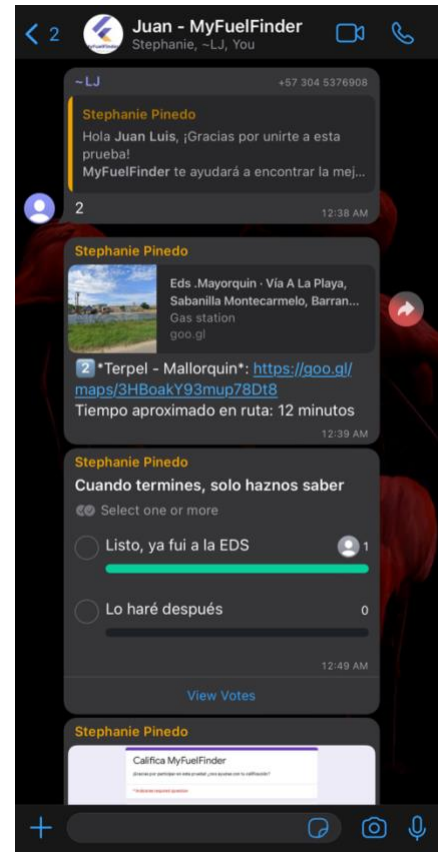 2
Juan - MyFuelFinder
Stephanie, ~LJ, You
~LJ
+57 304 5376908
Stephanie Pinedo
Hola Juan Luis, ¡Gracias por unirte a esta
prueba!
MyFuelFinder te ayudará a encontrar la mej...
2
12:38 AM
Stephanie Pinedo
Eds .Mayorquin · Vía A La Playa,
Sabanilla Montecarmelo, Barran...
Gas station
goo.gl
2 *Terpel - Mallorquin*: https://goo.gl/
maps/3HBoakY93mup78Dt8
Tiempo aproximado en ruta: 12 minutos
12:39 AM
Stephanie Pinedo
Cuando termines, solo haznos saber
Select one or more
Listo, ya fui a la EDS
1
Lo haré después
0
12:49 AM
View Votes
Stephanie Pinedo
Califica MyFuelFinder